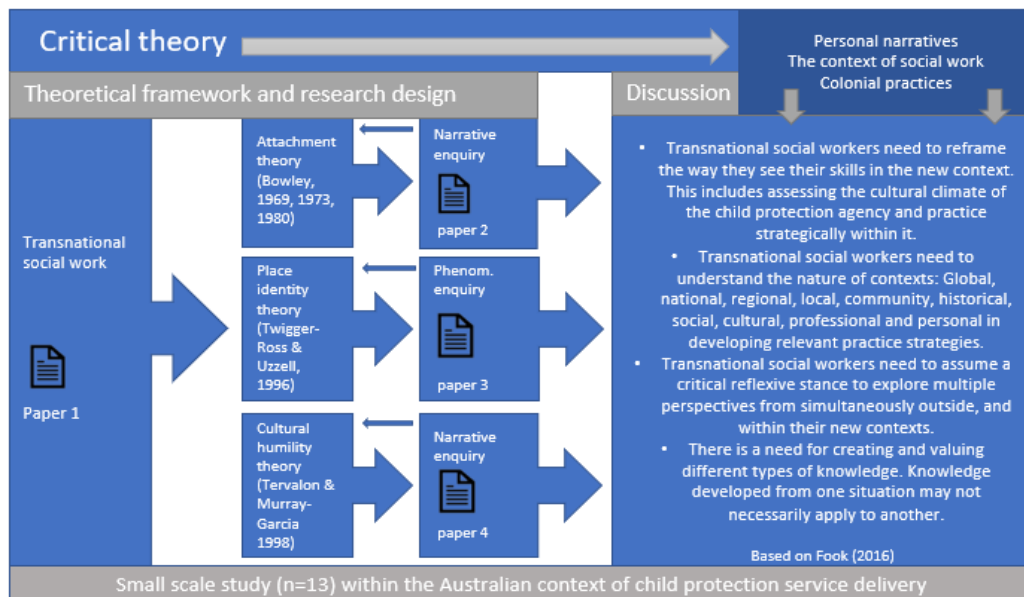 Critical theory
Personal narratives
The context of social work
Colonial practices
Theoretical framework and research design
Discussion
Transnational
social work
Paper 1
Attachment
theory
(Bowley,
1969, 1973,
1980)
Narrative
enquiry
paper 2
Place
identity
theory
(Twigger-
Ross &
Uzzell,
1996)
Phenom.
enquiry
paper 3
Cultural
humility
theory
(Tervalon &
Murray-
Garcia
1998)
Narrative
enquiry
paper 4
• Transnational social workers need to reframe
the way they see their skills in the new context.
This includes assessing the cultural climate of
the child protection agency and practice
strategically within it.
• Transnational social workers need to
understand the nature of contexts: Global,
national, regional, local, community, historical,
social, cultural, professional and personal in
developing relevant practice strategies.
• Transnational social workers need to assume a
critical reflexive stance to explore multiple
perspectives from simultaneously outside, and
within their new contexts.
• There is a need for creating and valuing
different types of knowledge. Knowledge
developed from one situation may not
necessarily apply to another.
Based on Fook (2016)
Small scale study (n=13) within the Australian context of child protection service delivery